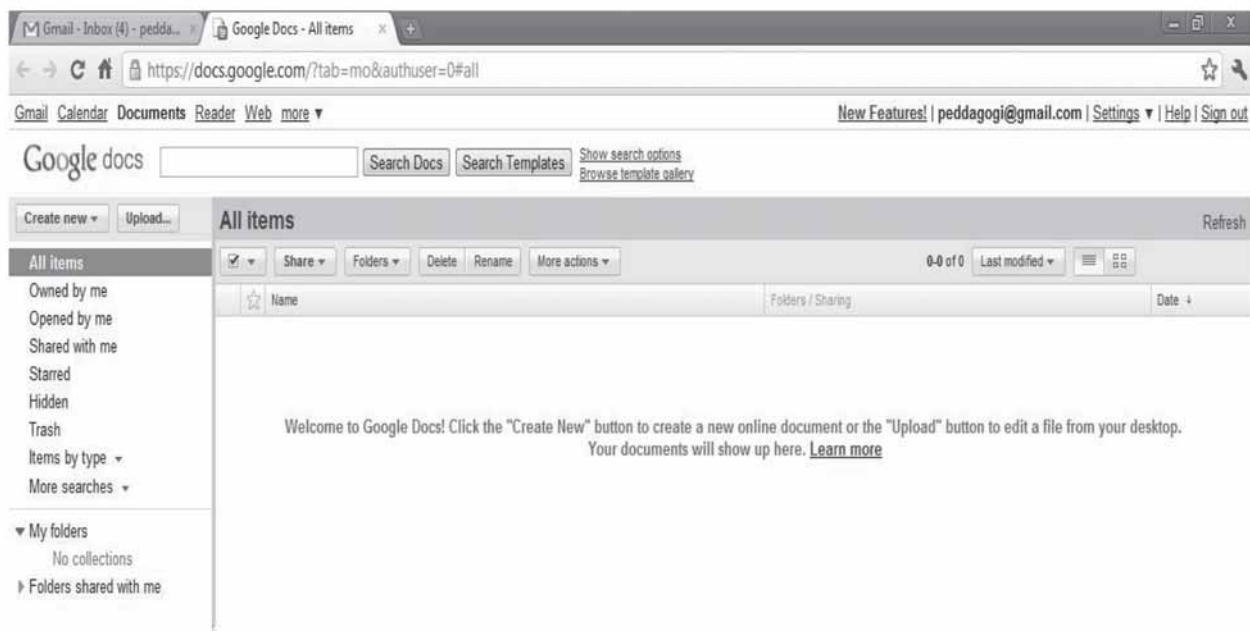 Gmail - Inbox (4) - pedda... × Google Docs - All items × +
https://docs.google.com/?tab=mo&authuser=0#all
Gmail Calendar Documents Reader Web more ▼ New Features! | peddagogi@gmail.com | Settings ▼ | Help | Sign out
Google docs Search Docs Search Templates Show search options
Browse template gallery
Create new Upload... All items Refresh
All items Share Folders Delete Rename More actions 0-0 of 0 Last modified
Owned by me Name Folders / Sharing Date ↓
Opened by me
Shared with me
Starred
Hidden
Trash Welcome to Google Docs! Click the "Create New" button to create a new online document or the "Upload" button to edit a file from your desktop.
Items by type Your documents will show up here. Learn more
More searches
My folders
No collections
Folders shared with me